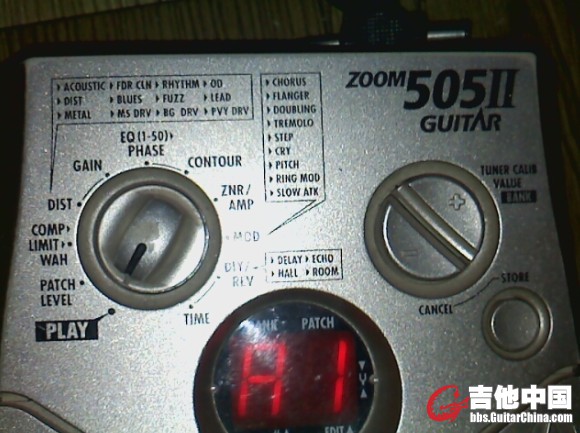 ACOUSTIC FDR CLN RHYTHM OD
DIST BLUES FUZZ LEAD
METAL MS DRV BG DRV PVY DRV
CHORUS
FLANGER
DOUBLING
TREMOLO
STEP
CRY
PITCH
RING MOD
SLOW ATK
ZOOM 505II
GUITAR
EQ (1-50)
PHASE
GAIN
CONTOUR
DIST
ZNR/
AMP
COMP
LIMIT
WAH
MOD
PATCH
LEVEL
DLY/
REV
DELAY ECHO
HALL ROOM
PLAY
TIME
TUNER CALIB
VALUE
BANK
+
−
STORE
CANCEL
BANK PATCH
A1
EDIT
G 吉他中国
bbs.GuitarChina.com